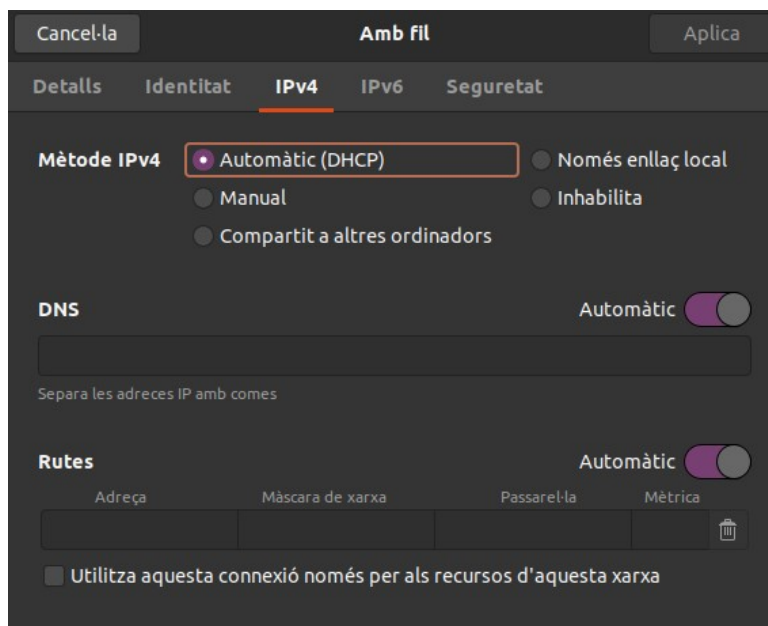 Cancel·la Amb fil Aplica
Detalls Identitat IPv4 IPv6 Seguretat
Mètode IPv4 Automàtic (DHCP) Només enllaç local
Manual Inhabilita
Compartit a altres ordinadors
DNS Automàtic
Separa les adreces IP amb comes
Rutes Automàtic
Adreça Màscara de xarxa Passarel·la Mètrica
Utilitza aquesta connexió només per als recursos d'aquesta xarxa